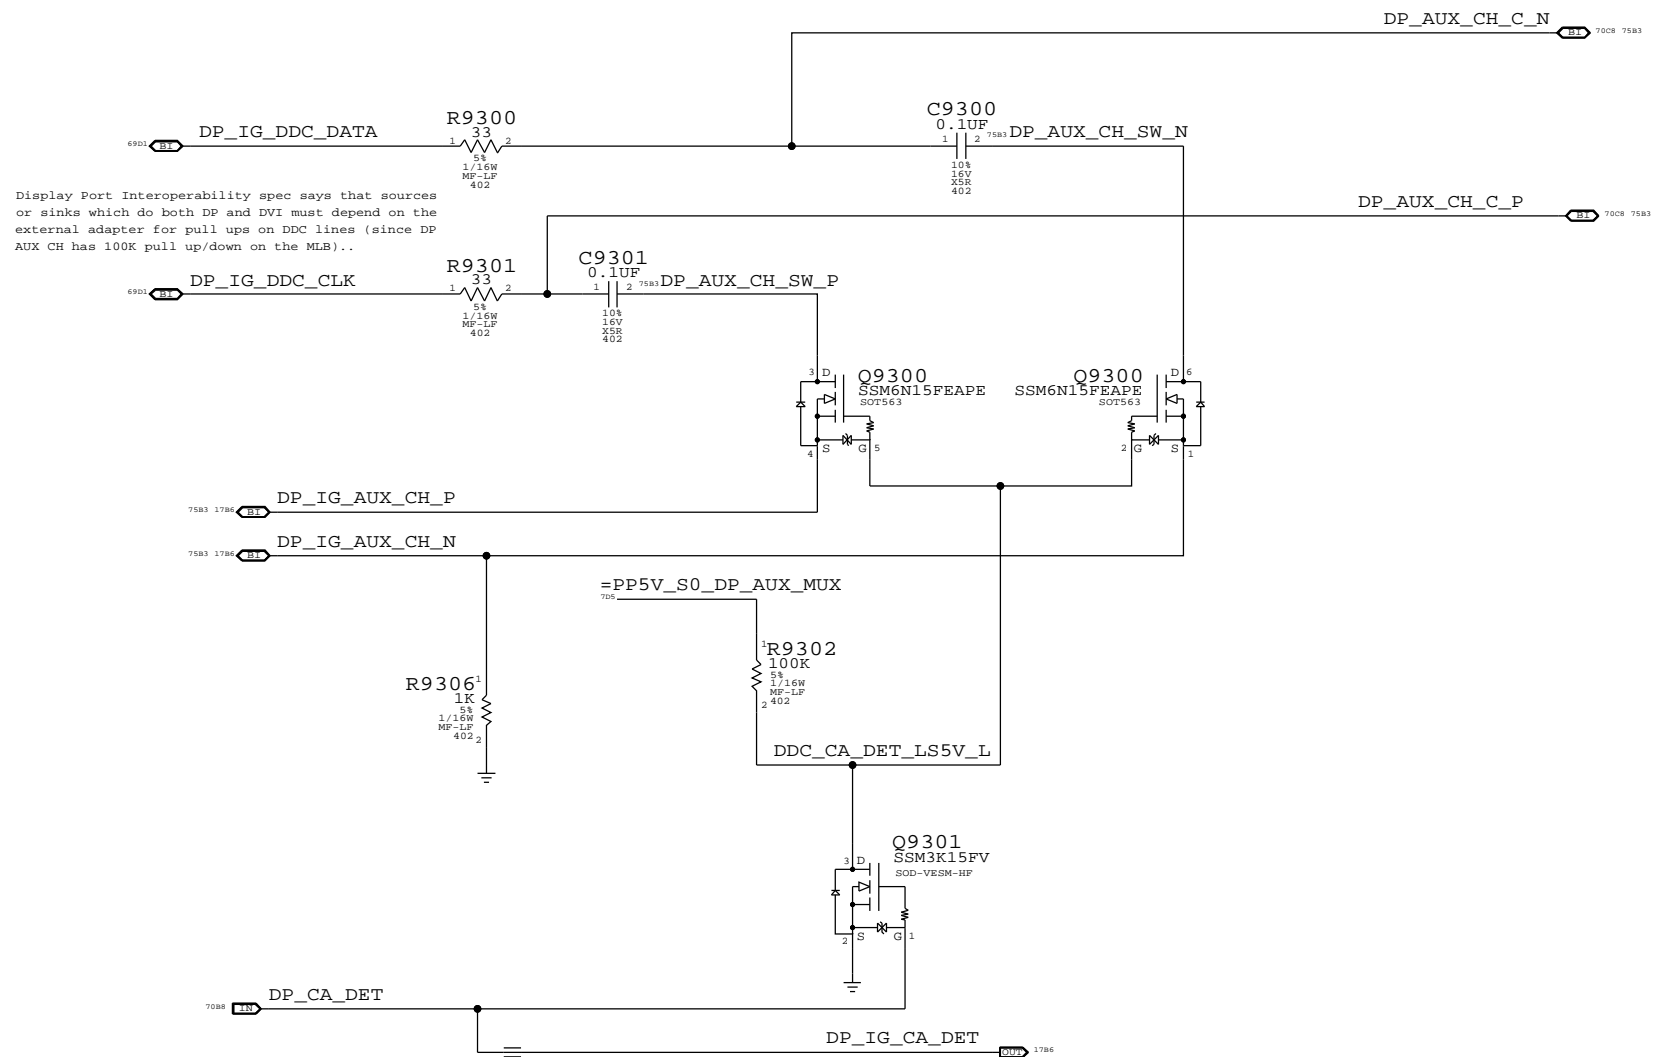 DP_AUX_CH_C_N
BI 70C8 75B3
C9300
0.1UF
R9300
33
DP_IG_DDC_DATA
1 2
1 2
75B3 DP_AUX_CH_SW_N
69D1 BI
5%
1/16W
MF-LF
402
10%
16V
X5R
402
Display Port Interoperability spec says that sources
or sinks which do both DP and DVI must depend on the
external adapter for pull ups on DDC lines (since DP
AUX CH has 100K pull up/down on the MLB)..
DP_AUX_CH_C_P
BI 70C8 75B3
C9301
0.1UF
R9301
33
DP_IG_DDC_CLK
1 2
1 2
75B3 DP_AUX_CH_SW_P
69D1 BI
5%
1/16W
MF-LF
402
10%
16V
X5R
402
3 D
Q9300
SSM6N15FEAPE
SOT563
4 S G 5
Q9300
SSM6N15FEAPE
SOT563
D 6
2 G S 1
DP_IG_AUX_CH_P
75B3 17B6 BI
DP_IG_AUX_CH_N
75B3 17B6 BI
=PP5V_S0_DP_AUX_MUX
7D5
1
R9302
100K
5%
1/16W
MF-LF
402
2
R9306
1
1K
5%
1/16W
MF-LF
402
2
DDC_CA_DET_LS5V_L
Q9301
SSM3K15FV
SOD-VESM-HF
3 D
2 S G 1
DP_CA_DET
70B8 IN
DP_IG_CA_DET
OUT 17B6